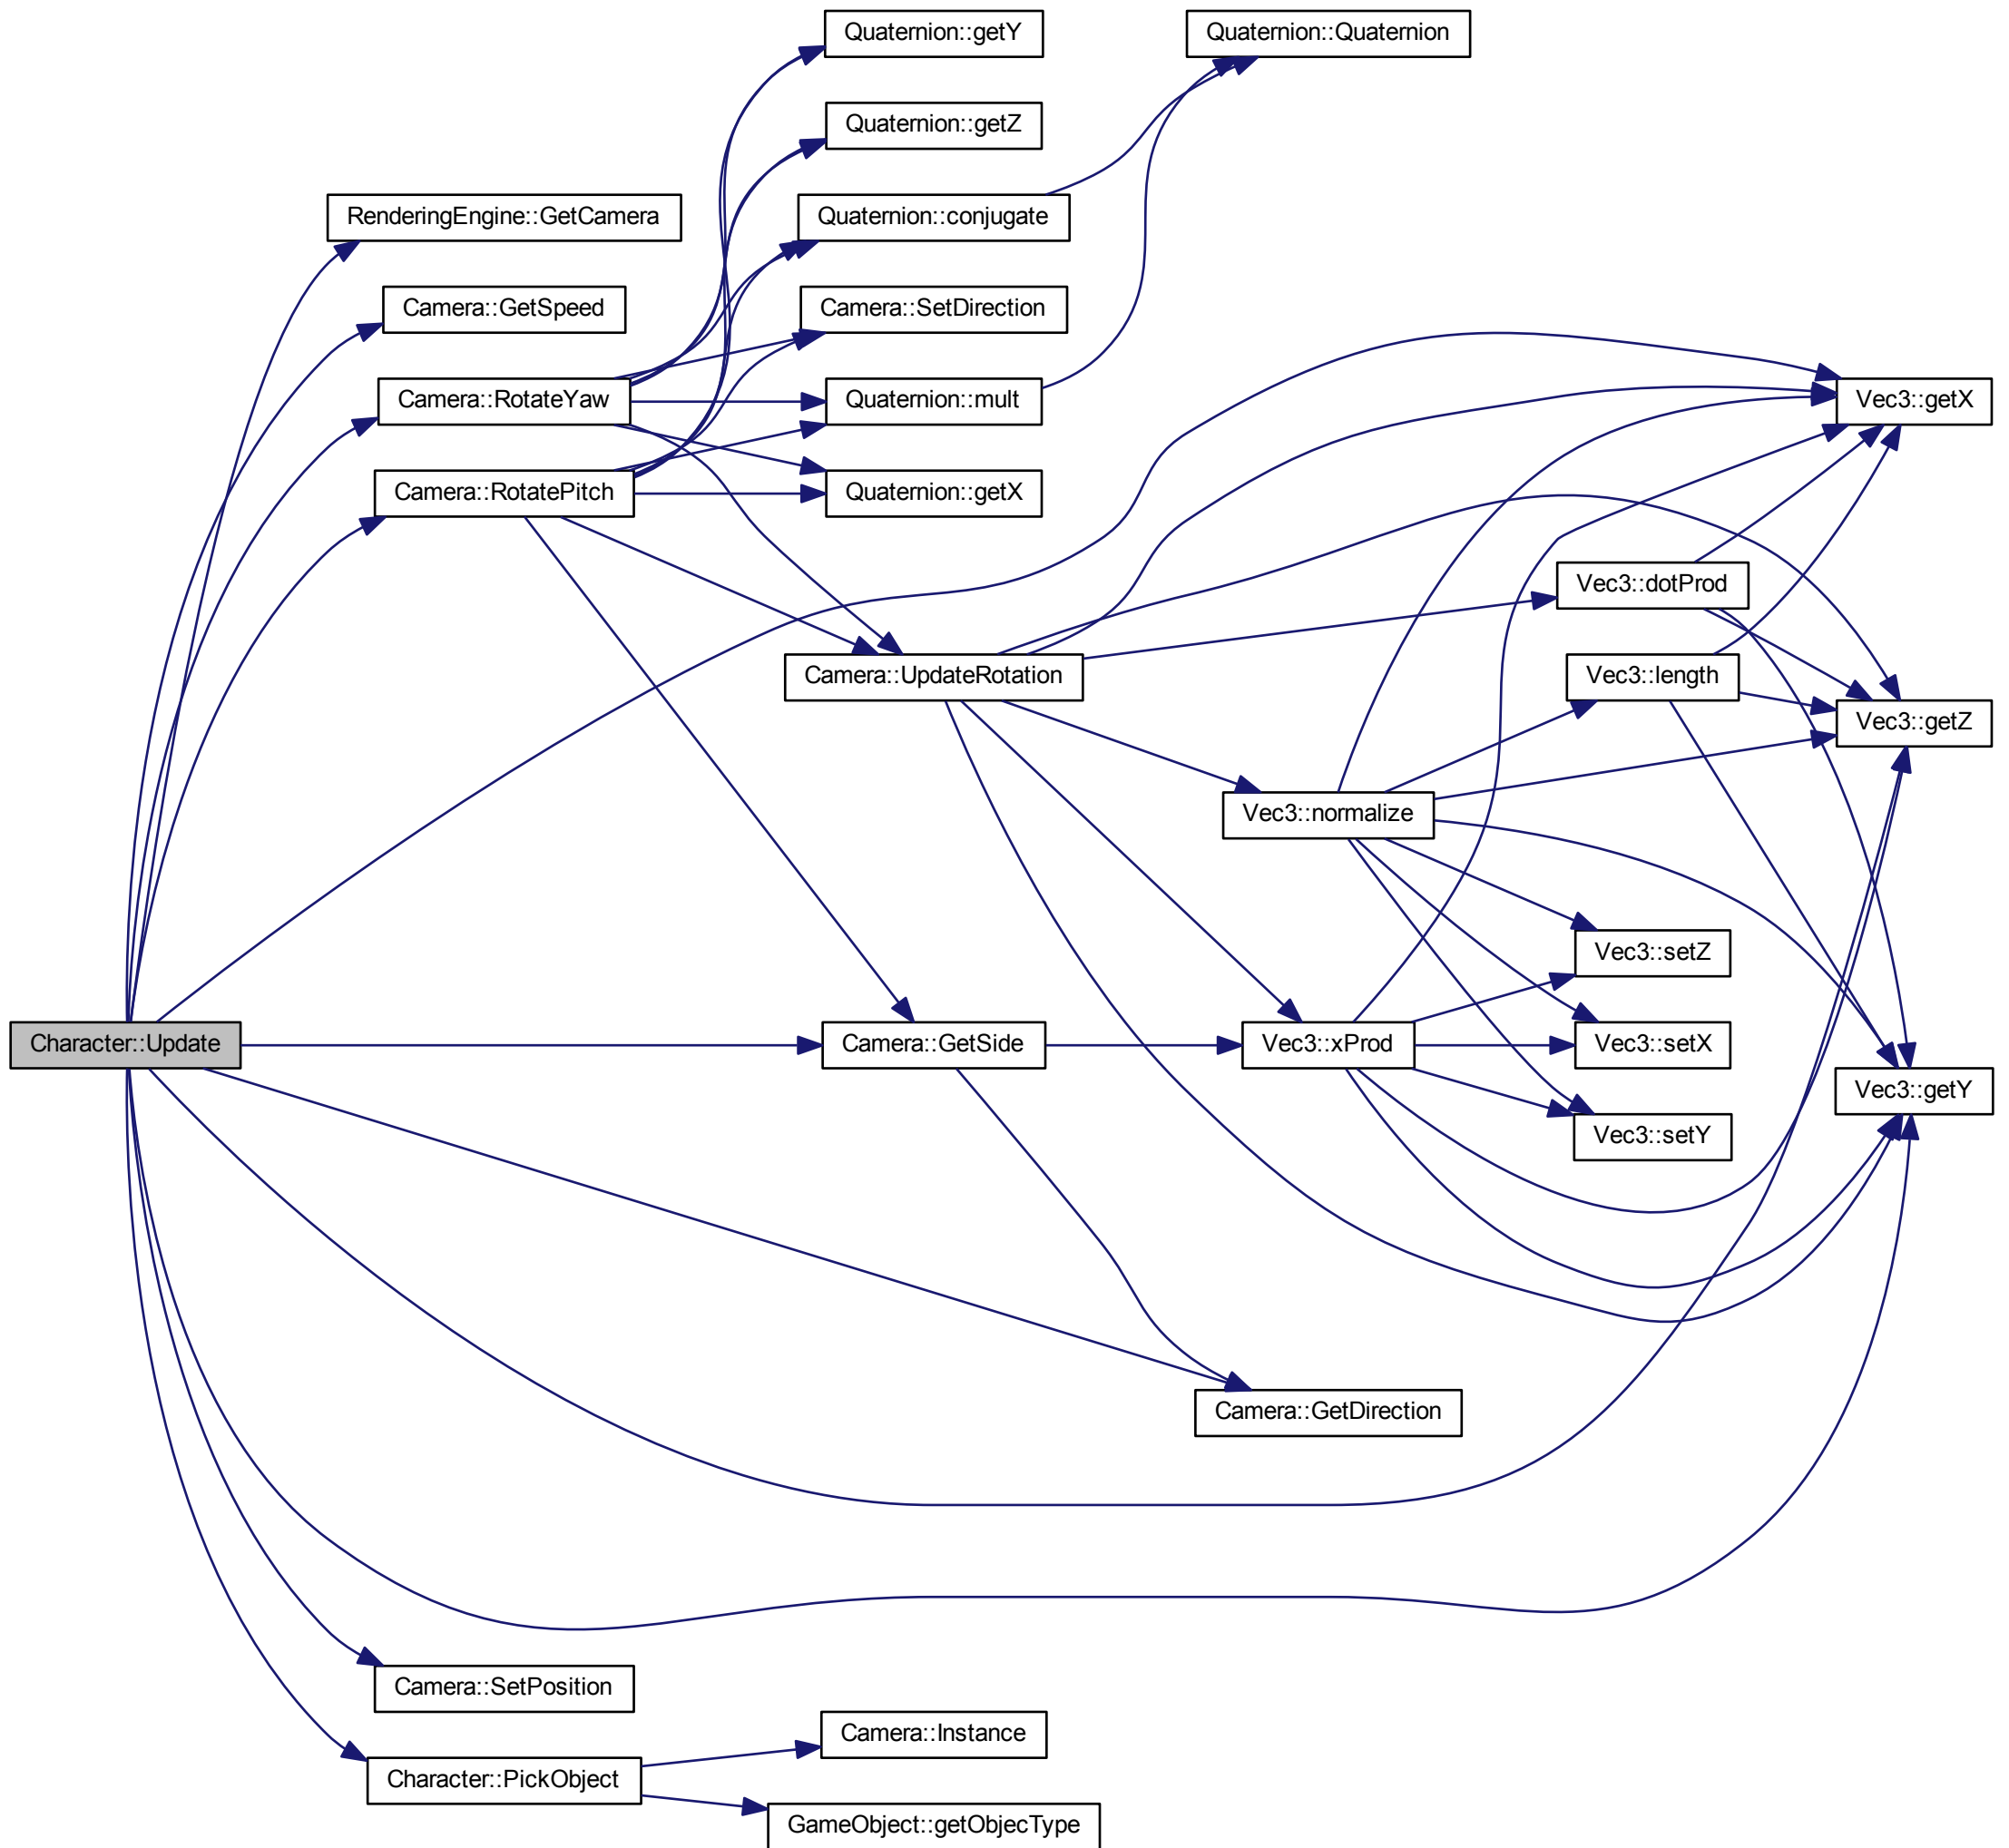 Quaternion::getY
Quaternion::Quaternion
Quaternion::getZ
RenderingEngine::GetCamera
Quaternion::conjugate
Camera::GetSpeed
Camera::SetDirection
Camera::RotateYaw
Quaternion::mult
Vec3::getX
Camera::RotatePitch
Quaternion::getX
Vec3::dotProd
Camera::UpdateRotation
Vec3::length
Vec3::getZ
Vec3::normalize
Vec3::setZ
Character::Update
Camera::GetSide
Vec3::xProd
Vec3::setX
Vec3::getY
Vec3::setY
Camera::GetDirection
Camera::SetPosition
Camera::Instance
Character::PickObject
GameObject::getObjecType